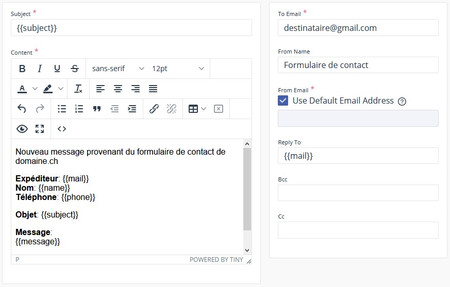 Subject *
{{subject}}
Content *
B I U S sans-serif 12pt
A
P
Nouveau message provenant du formulaire de contact de
domaine.ch
Expéditeur: {{mail}}
Nom: {{name}}
Téléphone: {{phone}}
Objet: {{subject}}
Message:
{{message}}
POWERED BY TINY
To Email *
destinataire@gmail.com
From Name
Formulaire de contact
From Email *
Use Default Email Address
Reply To
{{mail}}
Bcc
Cc